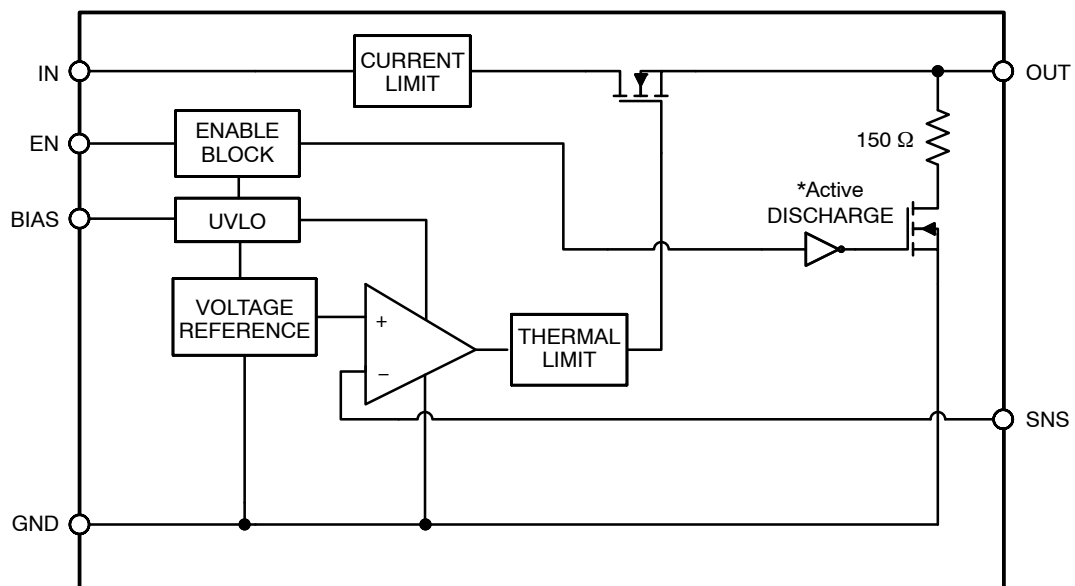 IN
CURRENT
LIMIT
OUT
EN
ENABLE
BLOCK
150 Ω
*Active
DISCHARGE
BIAS
UVLO
VOLTAGE
REFERENCE
+
−
THERMAL
LIMIT
SNS
GND